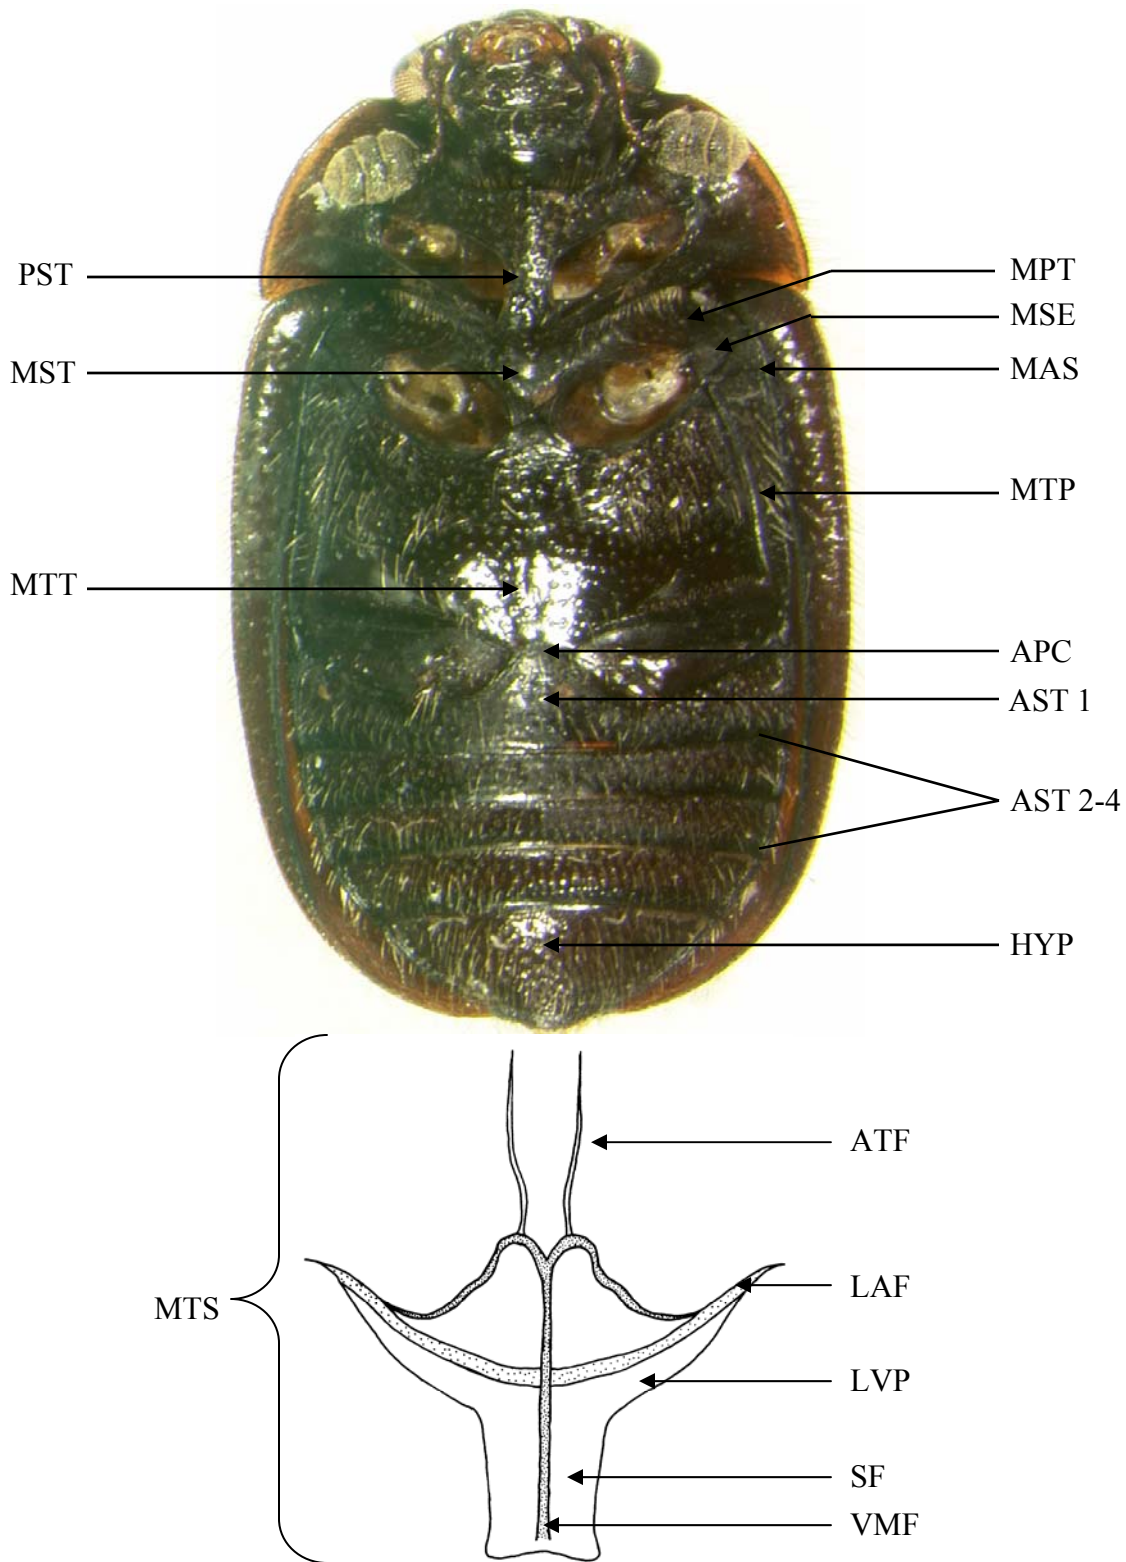 PST
MPT
MSE
MST
MAS
MTP
MTT
APC
AST 1
AST 2-4
HYP
ATF
MTS
LAF
LVP
SF
VMF